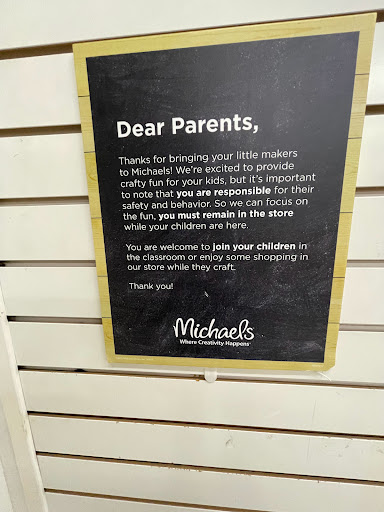 Dear Parents,
Thanks for bringing your little makers
to Michaels! We're excited to provide
crafty fun for your kids, but it's important
to note that you are responsible for their
safety and behavior. So we can focus on
the fun, you must remain in the store
while your children are here.
You are welcome to join your children in
the classroom or enjoy some shopping in
our store while they craft.
Thank you!
Michaels
Where Creativity Happens®